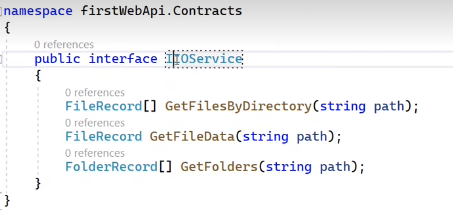 namespace firstWebApi.Contracts
{
0 references
public interface IIOService
{
0 references
FileRecord[] GetFilesByDirectory(string path);
0 references
FileRecord GetFileData(string path);
0 references
FolderRecord[] GetFolders(string path);
}
}